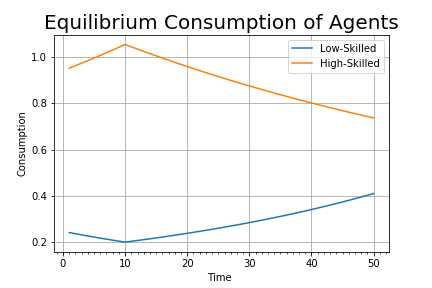 Equilibrium Consumption of Agents
Low-Skilled
High-Skilled
Consumption
1.0
0.8
0.6
0.4
0.2
0 10 20 30 40 50
Time